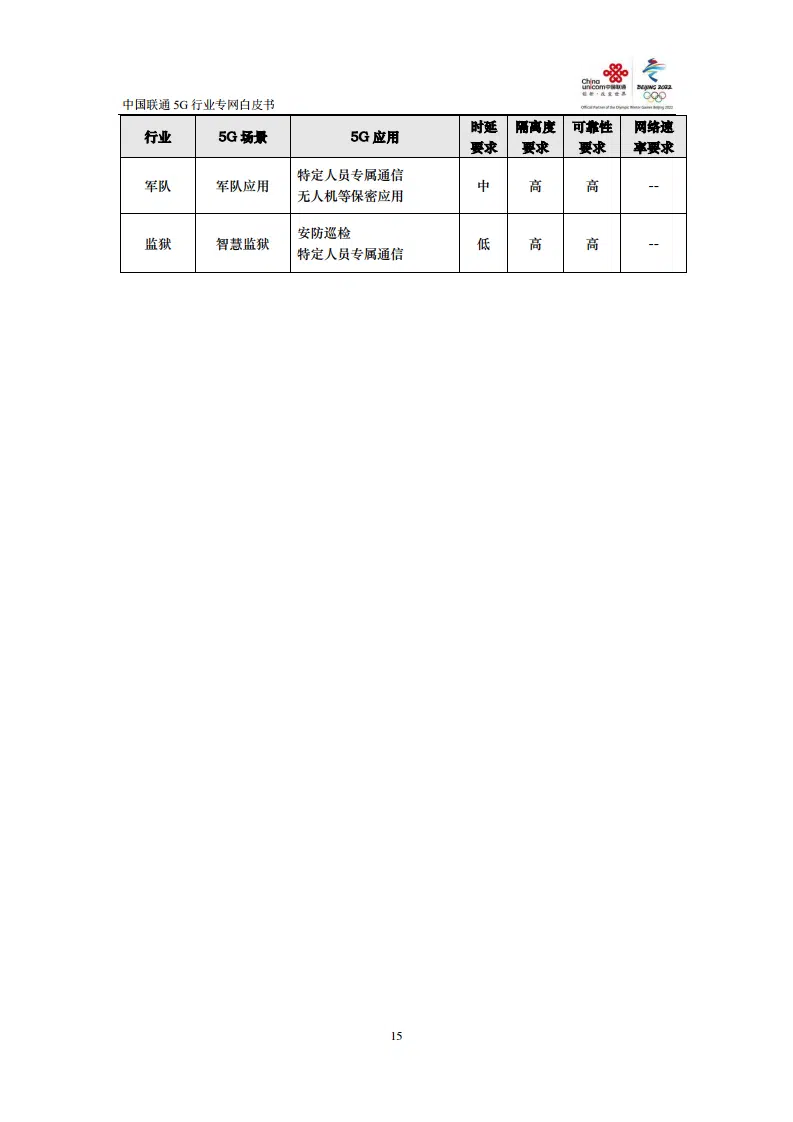 China
unicom中国联通
创新·改变世界
BEIJING 2022
Official Partner of the Olympic Winter Games Beijing 2022
中国联通 5G 行业专网白皮书
行业 5G 场景 5G 应用 时延要求 隔离度要求 可靠性要求 网络速率要求
军队 军队应用 特定人员专属通信 中 高 高 --
无人机等保密应用
监狱 智慧监狱 安防巡检 低 高 高 --
特定人员专属通信
15